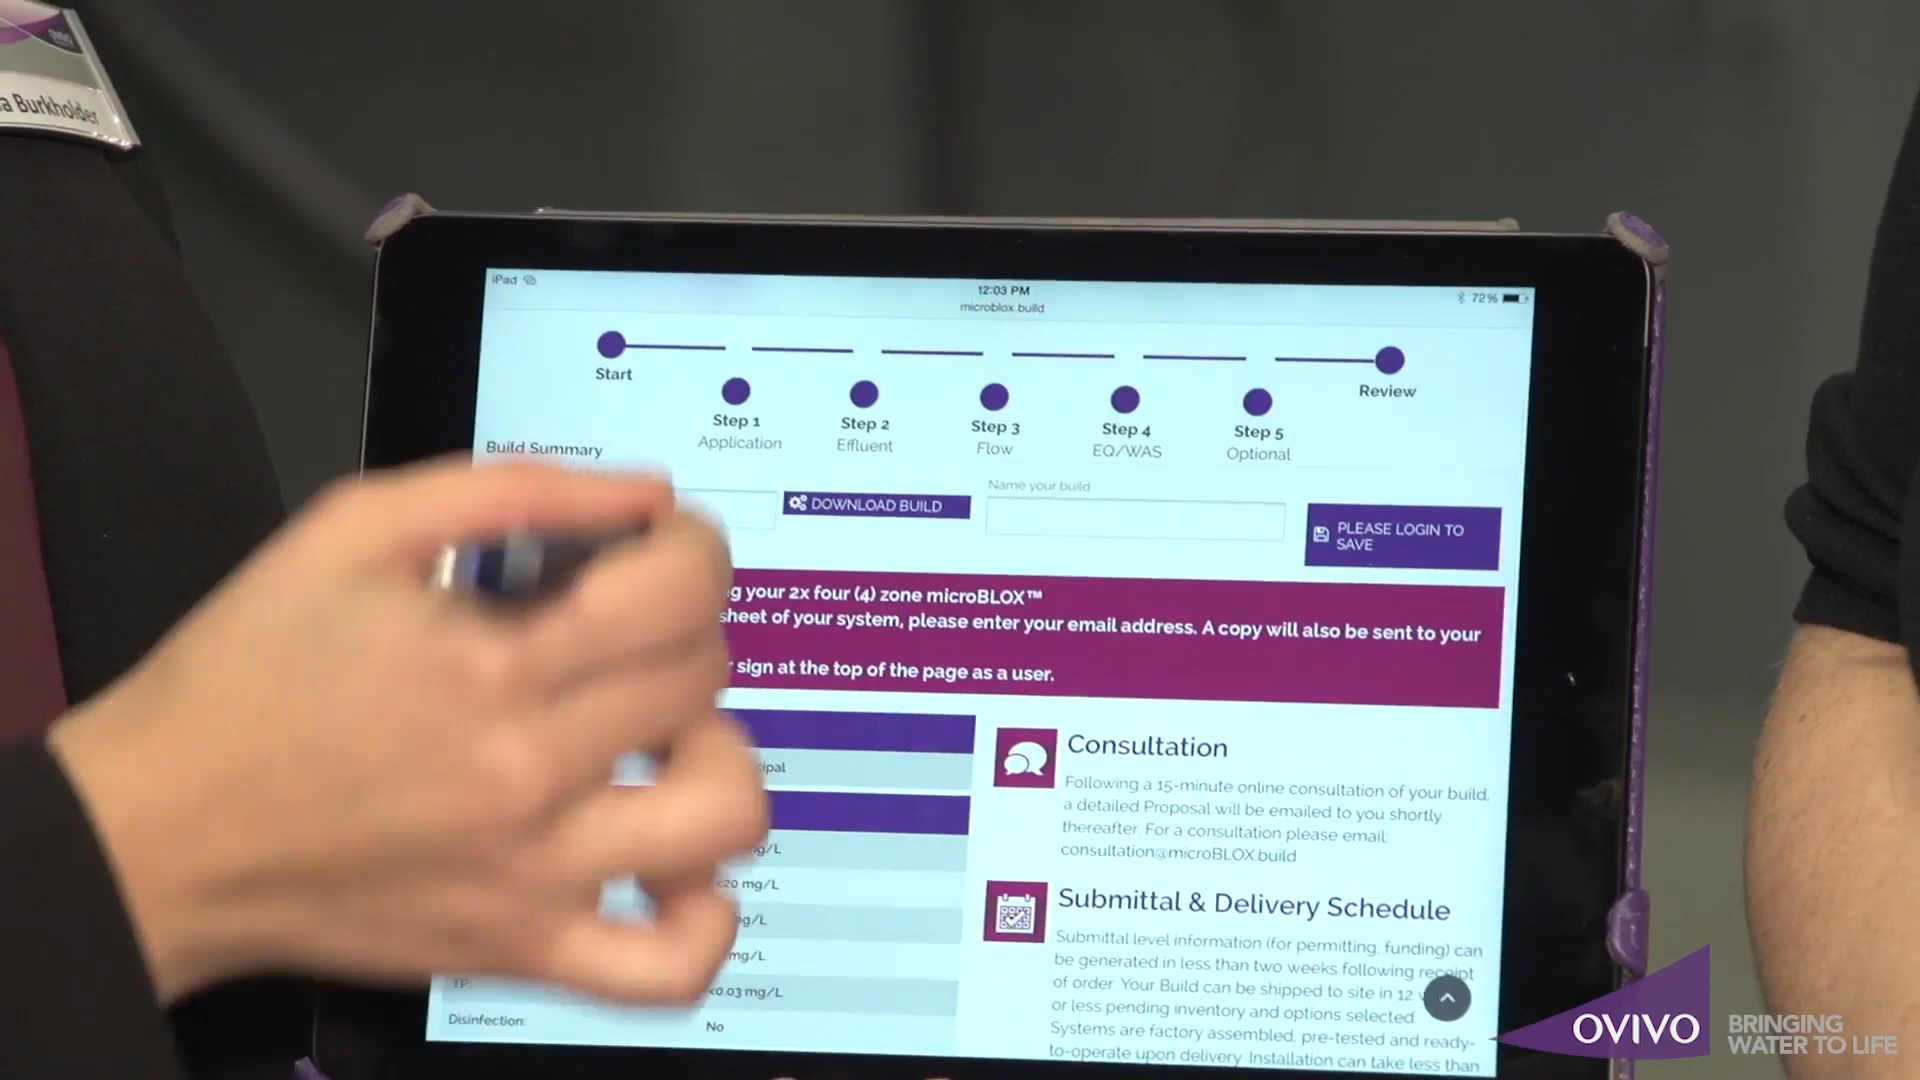 OVIVO
a Burkholder
iPad
12:03 PM
72%
microblox.build
Start
Review
Step 1
Step 2
Step 3
Step 4
Step 5
Application
Effluent
Flow
EQ/WAS
Optional
Build Summary
Name your build
DOWNLOAD BUILD
PLEASE LOGIN TO
SAVE
g your 2x four (4) zone microBLOX™
sheet of your system, please enter your email address. A copy will also be sent to your
sign at the top of the page as a user.
ipal
Consultation
Following a 15-minute online consultation of your build,
a detailed Proposal will be emailed to you shortly
thereafter. For a consultation please email:
consultation@microBLOX.build
mg/L
<20 mg/L
mg/L
mg/L
TP:
<0.03 mg/L
Disinfection:
No
Submittal & Delivery Schedule
Submittal level information (for permitting, funding) can
be generated in less than two weeks following receipt
of order. Your Build can be shipped to site in 12
or less pending inventory and options selected
Systems are factory assembled, pre-tested and ready-
to-operate upon delivery. Installation can take less than
OVIVO
BRINGING
WATER TO LIFE